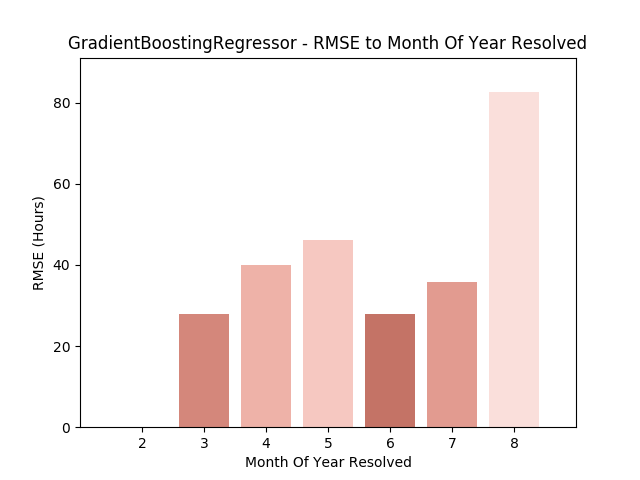 GradientBoostingRegressor - RMSE to Month Of Year Resolved
RMSE (Hours)
80
60
40
20
0
2 3 4 5 6 7 8
Month Of Year Resolved